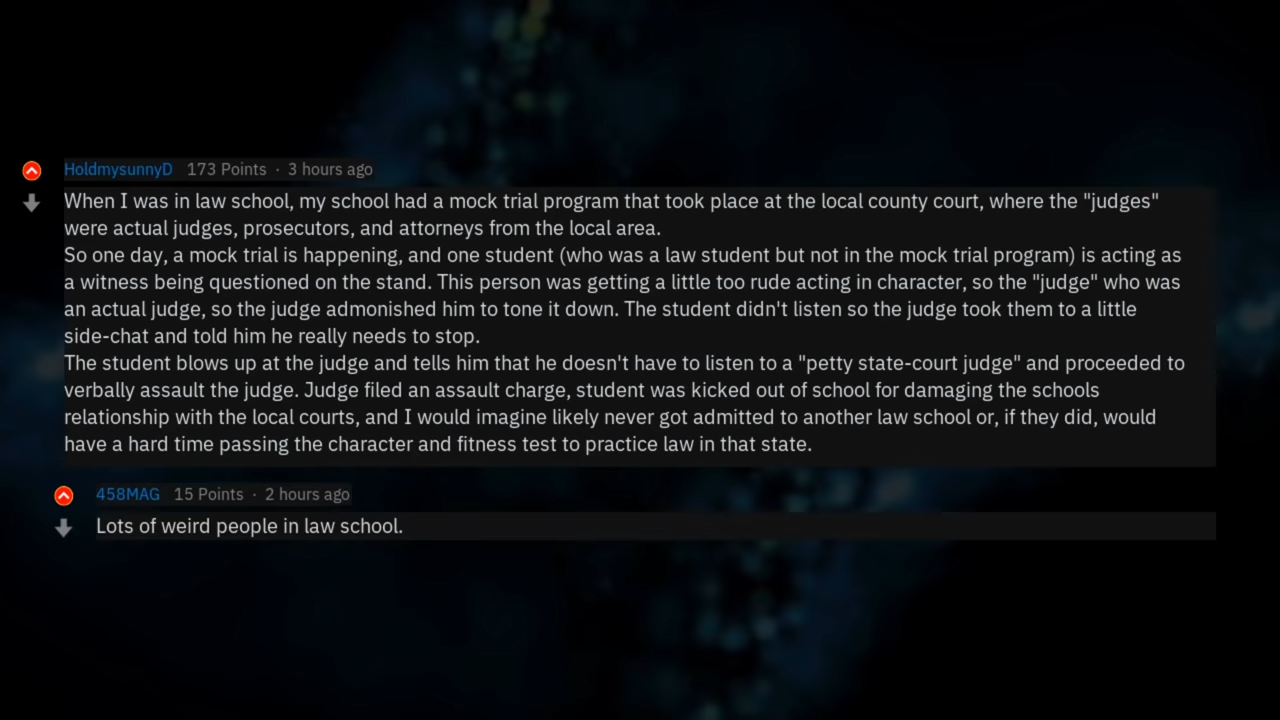 HoldmysunnyD 173 Points · 3 hours ago
When I was in law school, my school had a mock trial program that took place at the local county court, where the "judges"
were actual judges, prosecutors, and attorneys from the local area.
So one day, a mock trial is happening, and one student (who was a law student but not in the mock trial program) is acting as
a witness being questioned on the stand. This person was getting a little too rude acting in character, so the "judge" who was
an actual judge, so the judge admonished him to tone it down. The student didn't listen so the judge took them to a little
side-chat and told him he really needs to stop.
The student blows up at the judge and tells him that he doesn't have to listen to a "petty state-court judge" and proceeded to
verbally assault the judge. Judge filed an assault charge, student was kicked out of school for damaging the schools
relationship with the local courts, and I would imagine likely never got admitted to another law school or, if they did, would
have a hard time passing the character and fitness test to practice law in that state.
458MAG 15 Points · 2 hours ago
Lots of weird people in law school.